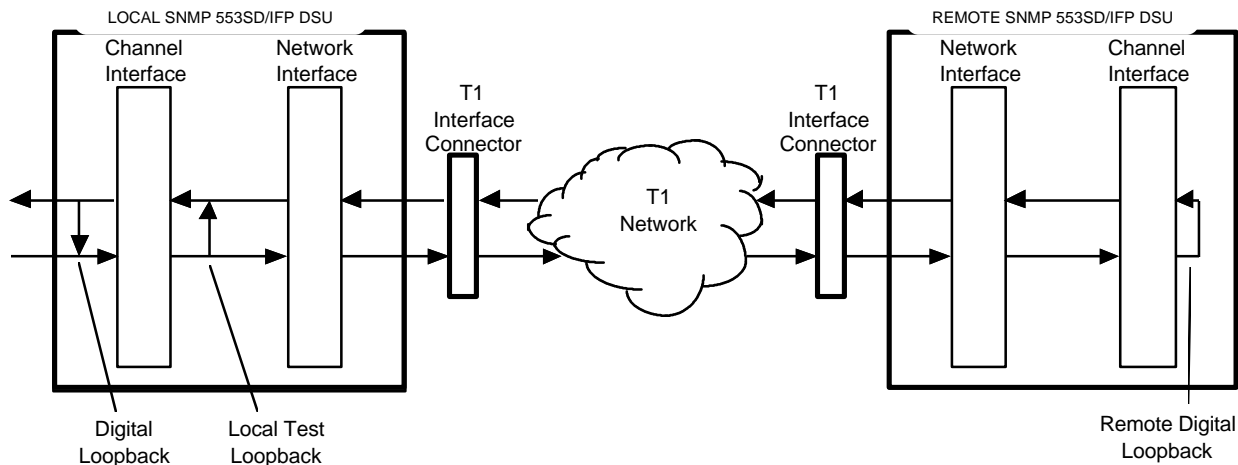 LOCAL SNMP 553SD/IFP DSU
REMOTE SNMP 553SD/IFP DSU
Channel
Interface
Network
Interface
T1
Interface
Connector
T1
Network
T1
Interface
Connector
Network
Interface
Channel
Interface
Digital
Loopback
Local Test
Loopback
Remote Digital
Loopback